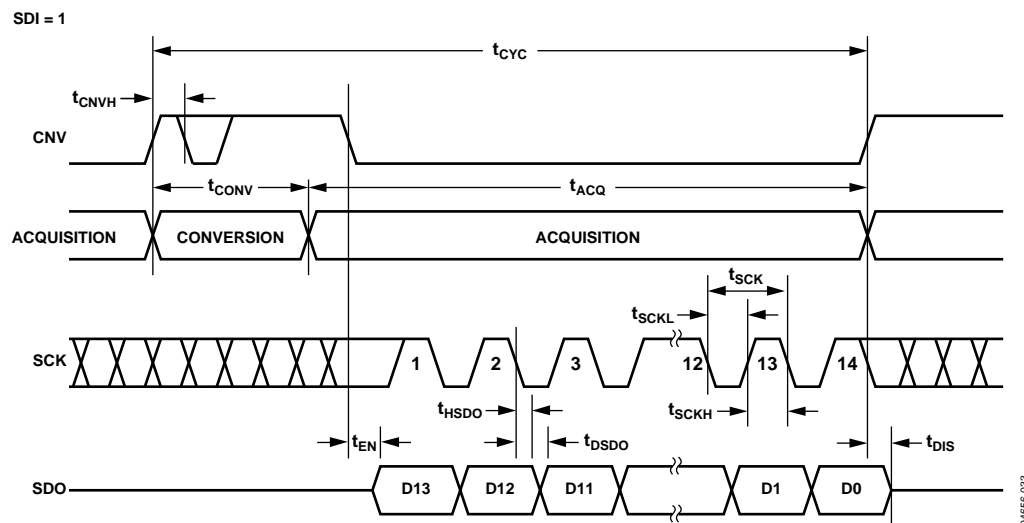 SDI = 1
tCYC
tCNVH
CNV
tCONV
tACQ
ACQUISITION
CONVERSION
ACQUISITION
tSCK
tSCKL
SCK
1
2
3
12
13
14
tHSDO
tSCKH
tEN
tDSDO
tDIS
SDO
D13
D12
D11
D1
D0